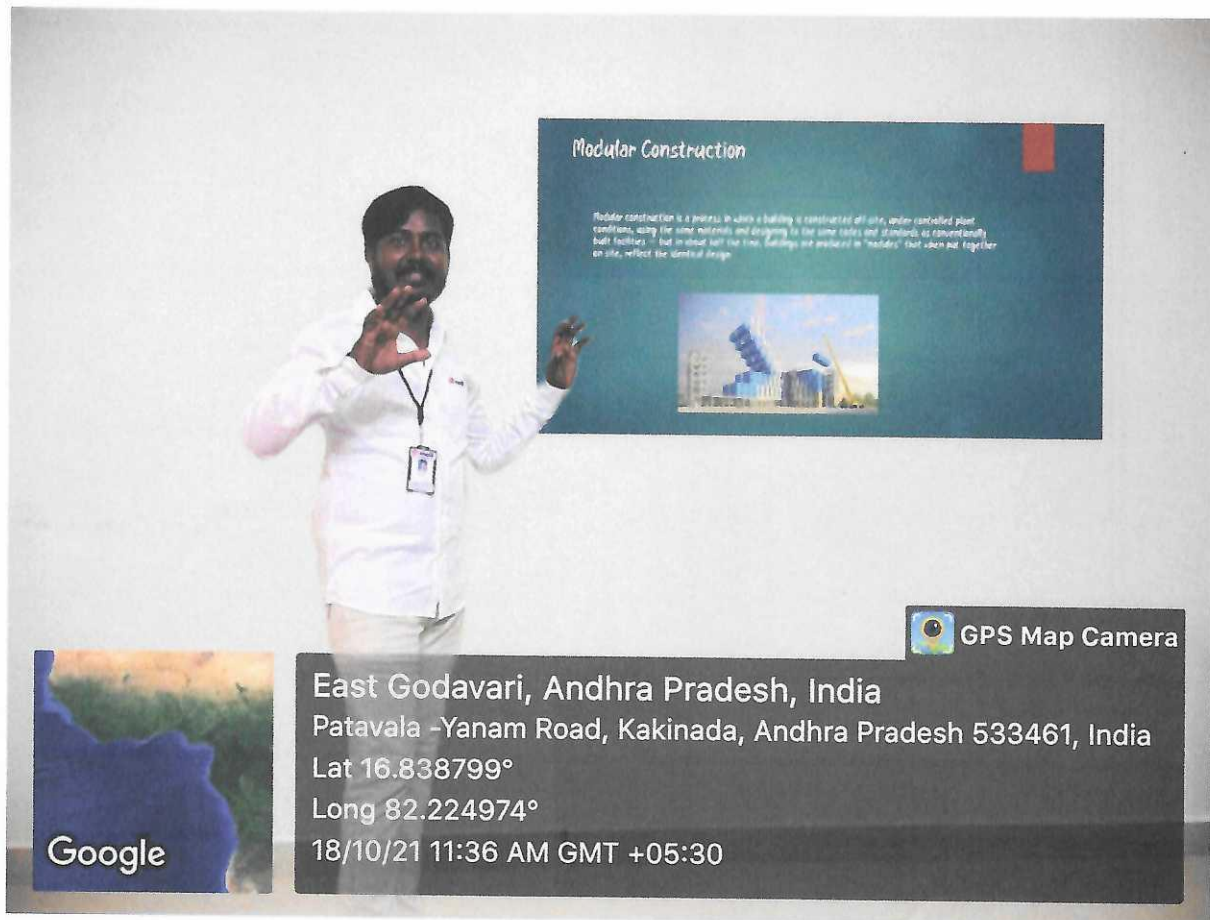 Modular Construction
Modular construction is a process in which a building is constructed off-site, under controlled plant
conditions, using the same materials and designing to the same codes and standards as conventionally
built facilities – but in about half the time. Buildings are produced in "modules" that when put together
on site, reflect the identical design
GPS Map Camera
East Godavari, Andhra Pradesh, India
Patavala -Yanam Road, Kakinada, Andhra Pradesh 533461, India
Lat 16.838799°
Long 82.224974°
18/10/21 11:36 AM GMT +05:30
Google